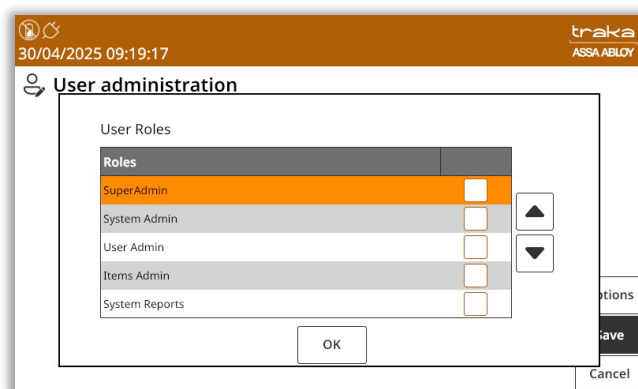 traka
30/04/2025 09:19:17
ASSA ABLOY
User administration
User Roles
Roles
SuperAdmin
System Admin
User Admin
Items Admin
System Reports
OK
ptions
ave
Cancel